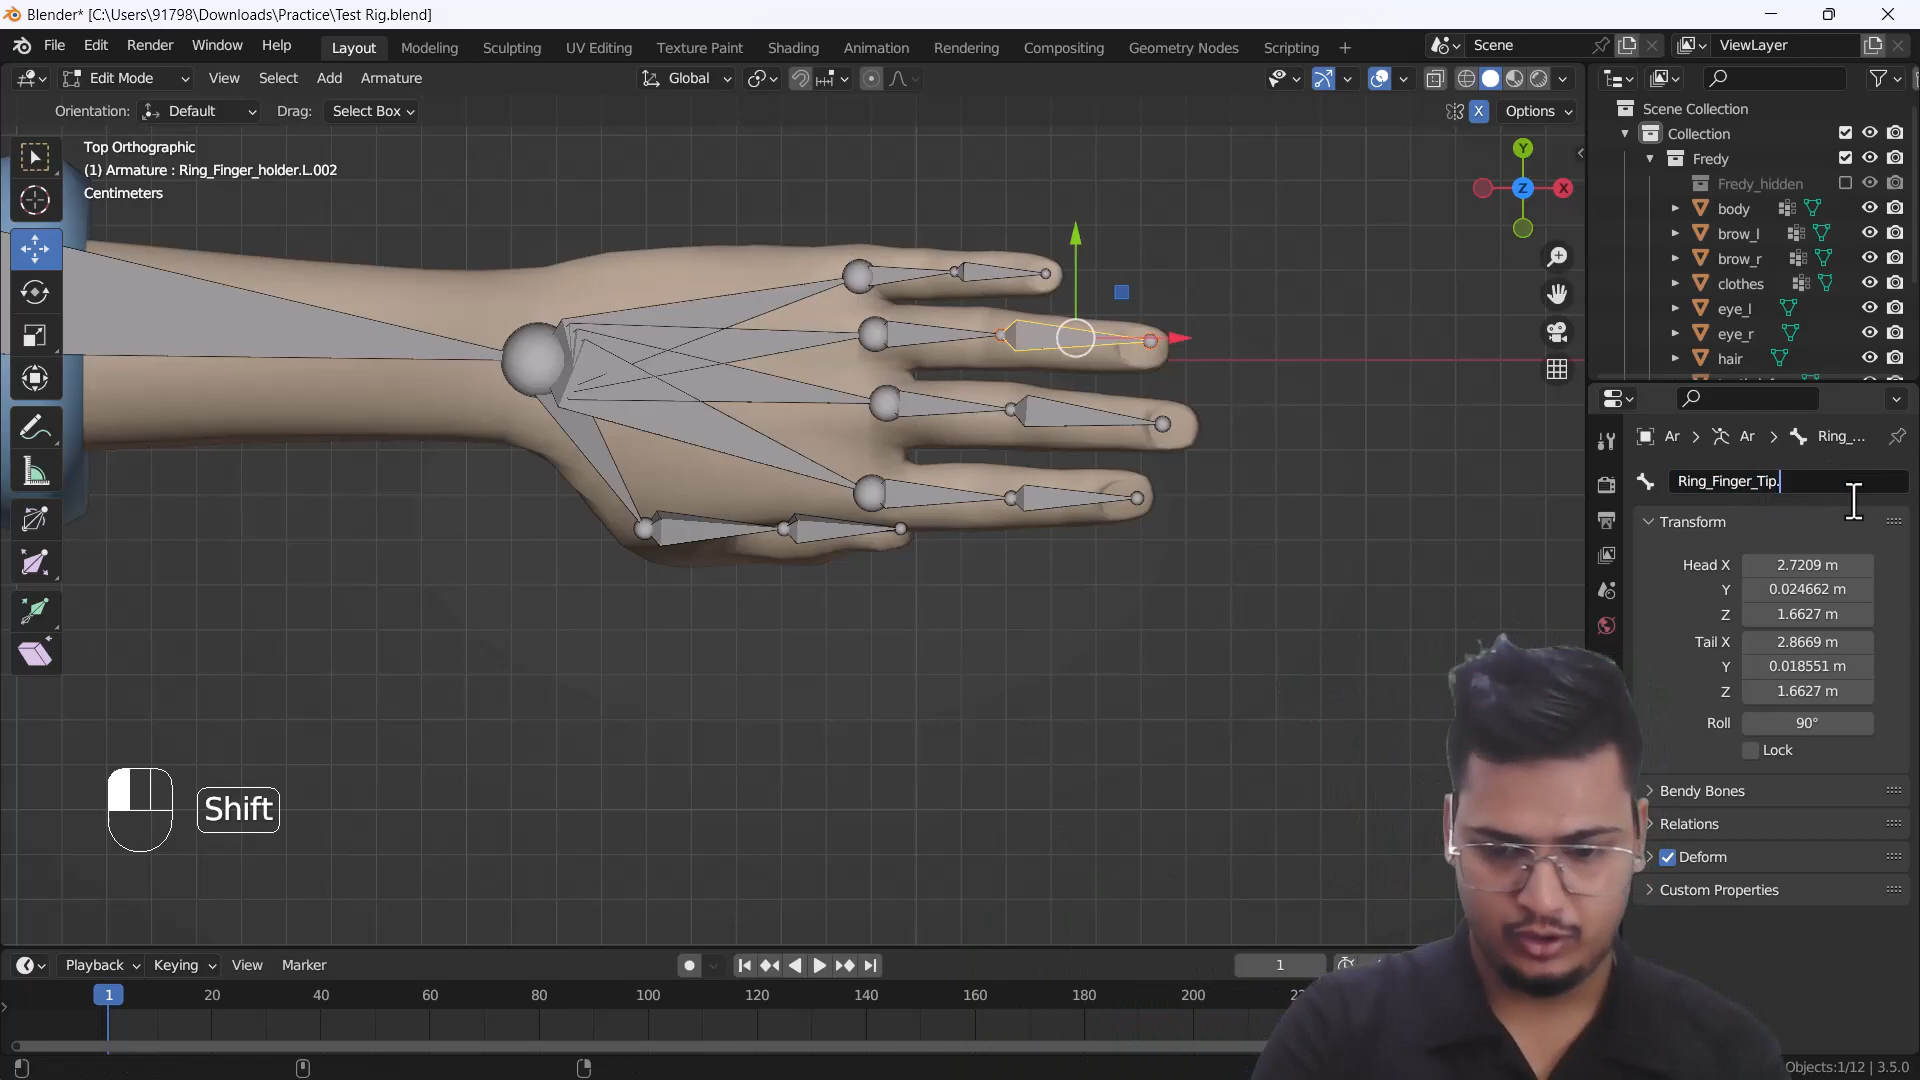 Blender* [C:\Users\91798\Downloads\Practice\Test Rig.blend]
File Edit Render Window Help
Layout Modeling Sculpting UV Editing Texture Paint Shading Animation Rendering Compositing Geometry Nodes Scripting +
Scene
ViewLayer
Edit Mode View Select Add Armature
Global
Orientation: Default Drag: Select Box
X Options
Top Orthographic
(1) Armature : Ring_Finger_holder.L.002
Centimeters
Y
Z
X
Scene Collection
Collection
Fredy
Fredy_hidden
body
brow_l
brow_r
clothes
eye_l
eye_r
hair
Ar > Ar > Ring_...
Ring_Finger_Tip.
Transform
Head X 2.7209 m
Y 0.024662 m
Z 1.6627 m
Tail X 2.8669 m
Y 0.018551 m
Z 1.6627 m
Roll 90°
Lock
Bendy Bones
Relations
Deform
Custom Properties
Shift
Playback Keying View Marker
1
1 20 40 60 80 100 120 140 160 180 200
Objects:1/12 | 3.5.0